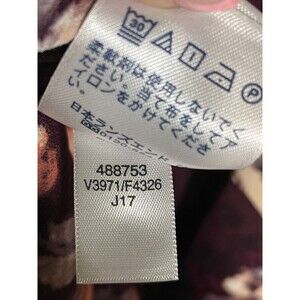 30
柔軟剤は使用しないでく
ださい。当て布をしてア
イロンをかけてくださ
い。
日本ランズエンド
488753
V3971/F4326
J17